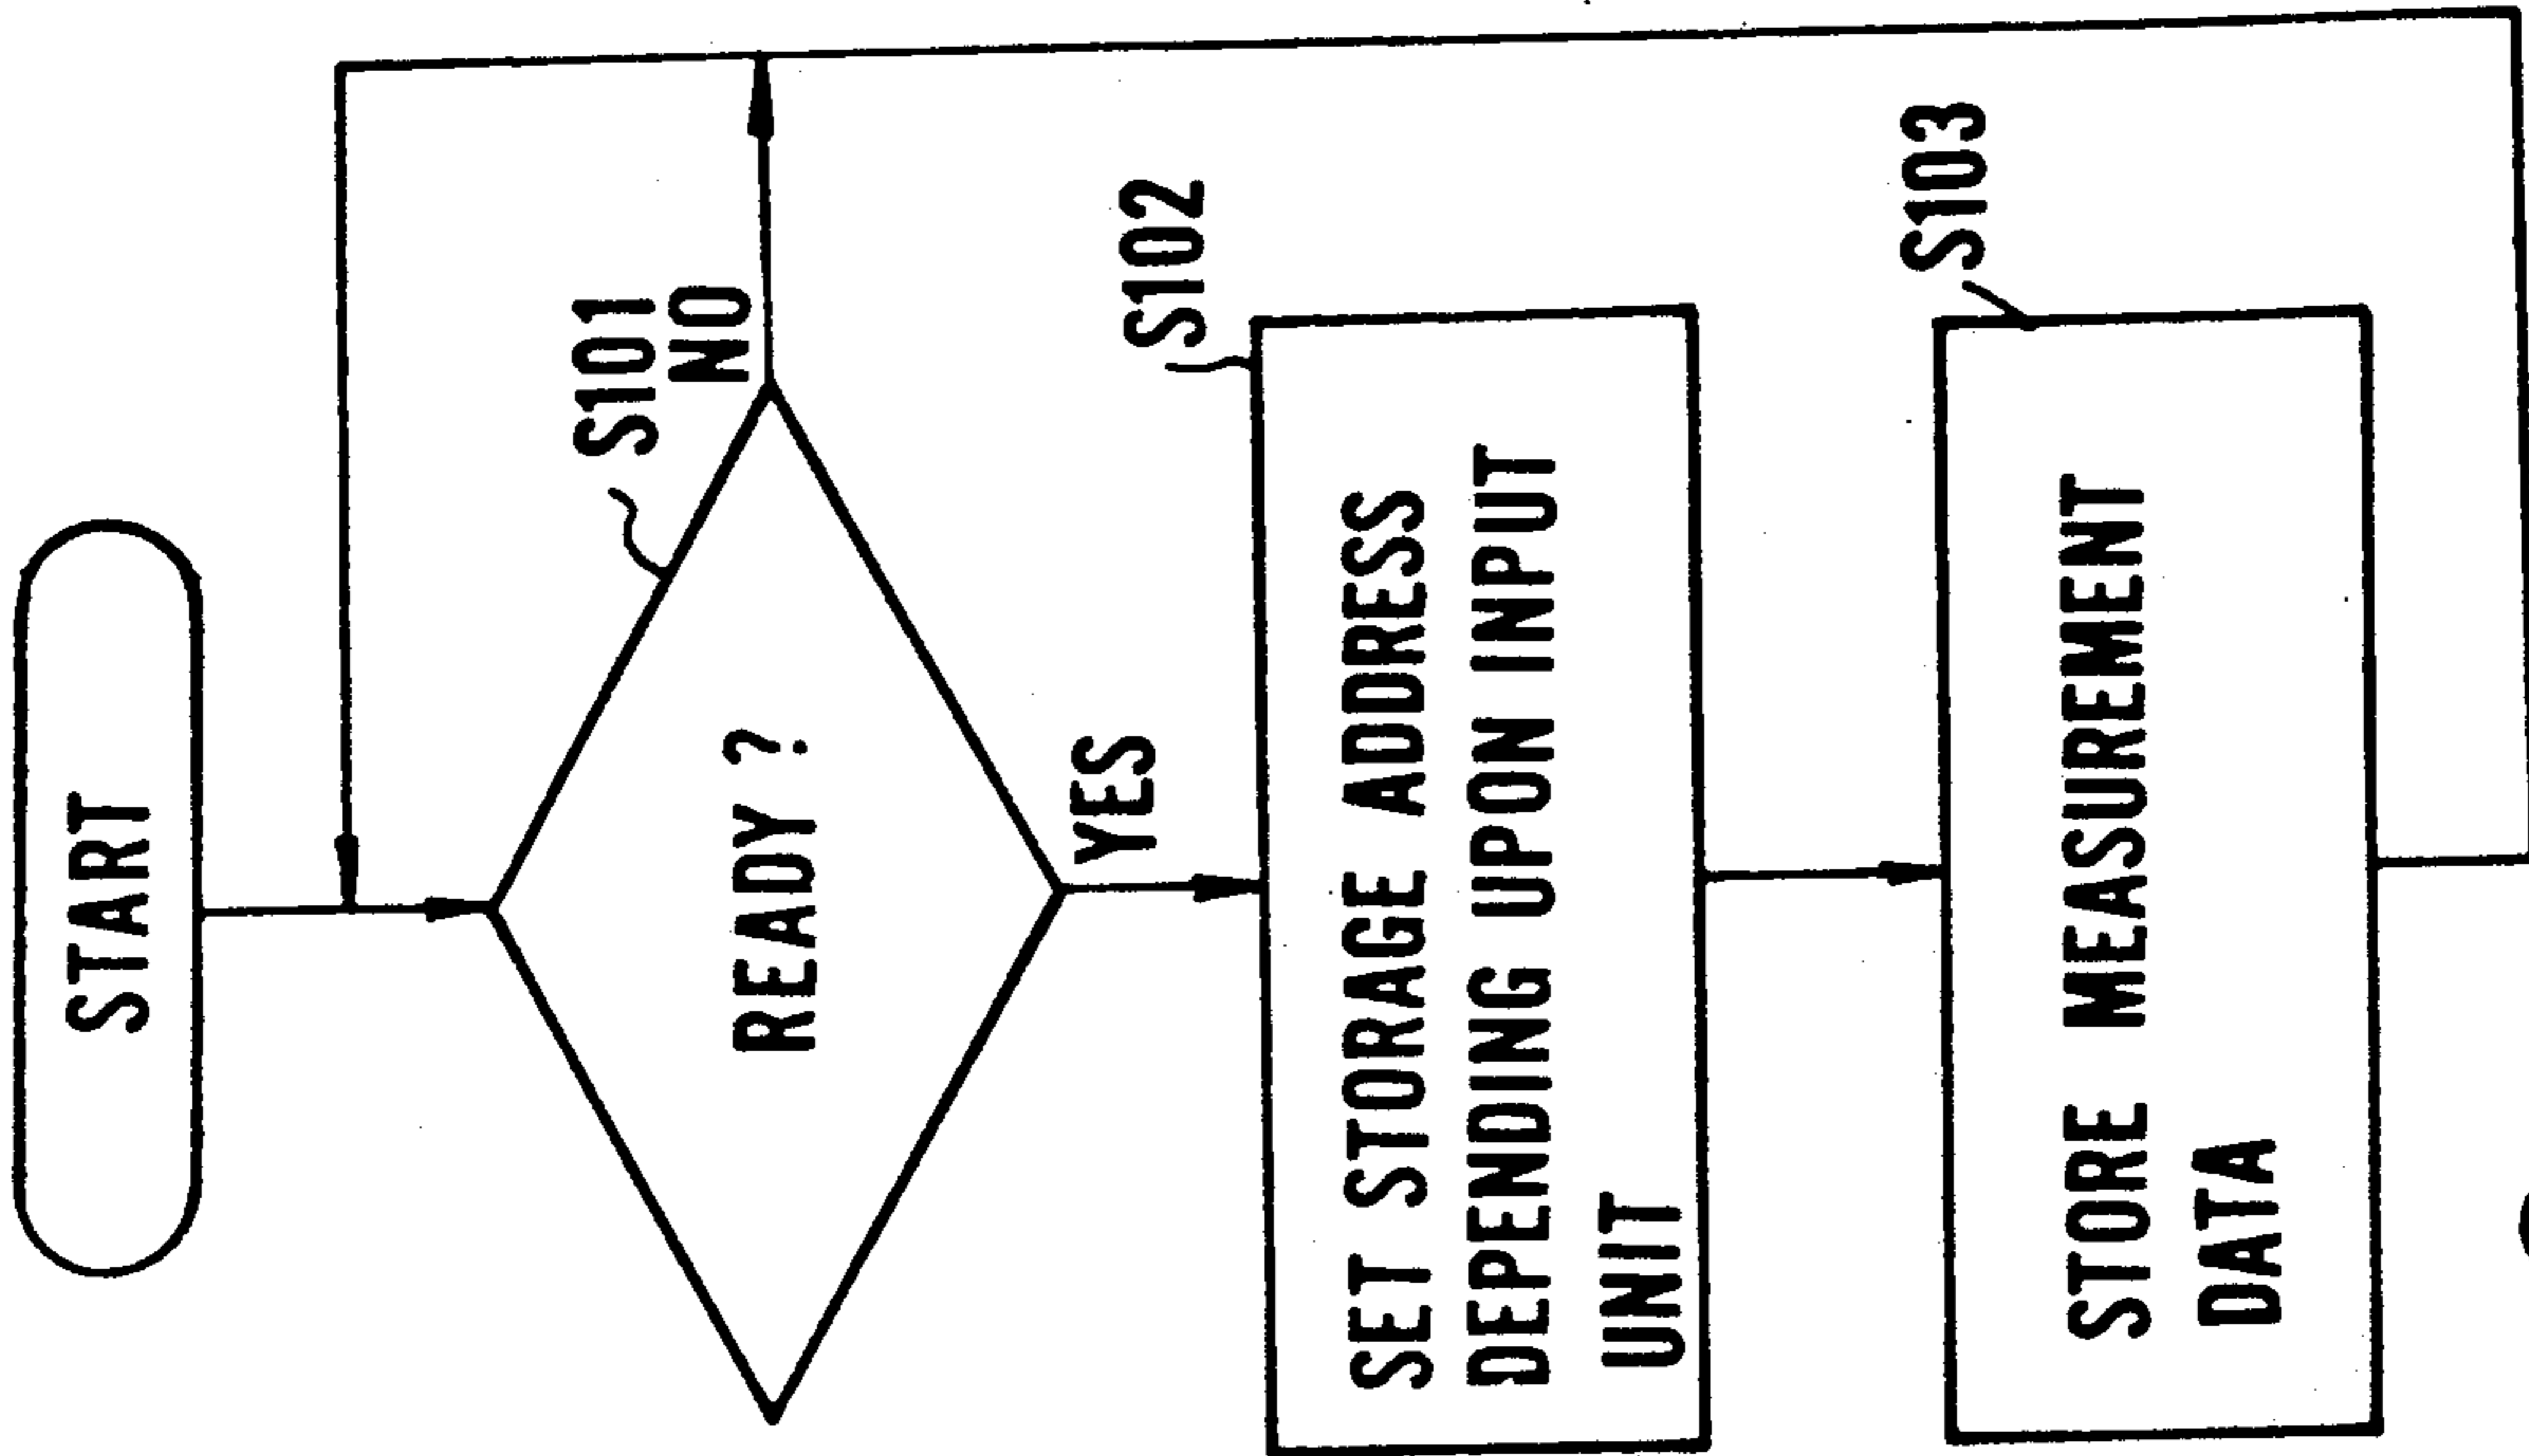 START
S101
NO
READY ?
YES
S102
SET STORAGE ADDRESS
DEPENDING UPON INPUT
UNIT
S103
STORE MEASUREMENT
DATA